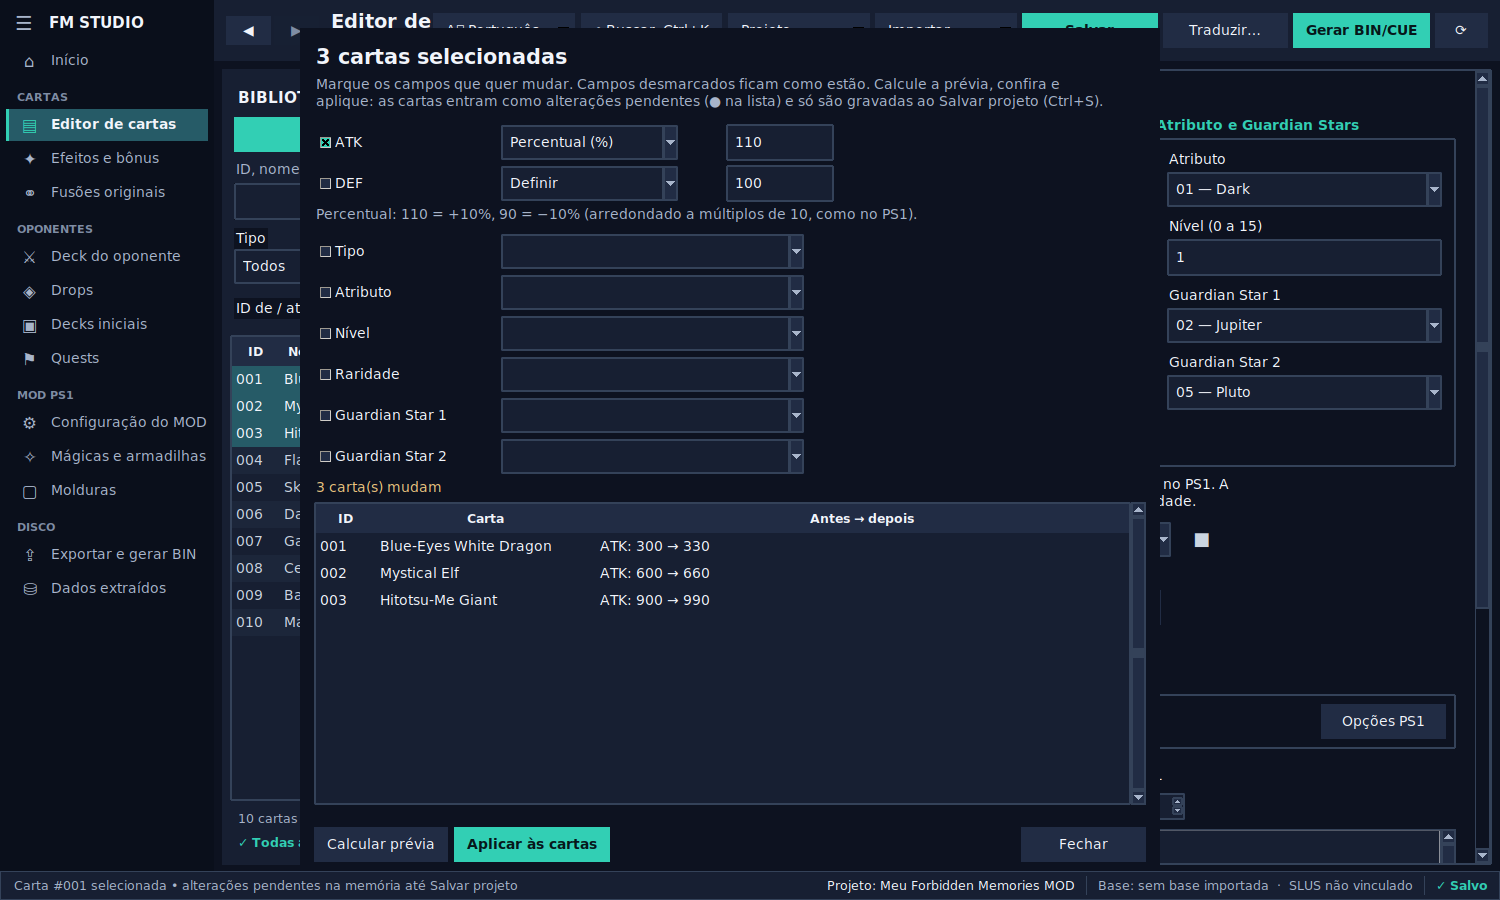 ☰ FM STUDIO
⌂ Início
CARTAS
Editor de cartas
Efeitos e bônus
Fusões originais
OPONENTES
Deck do oponente
Drops
Decks iniciais
Quests
MOD PS1
Configuração do MOD
Mágicas e armadilhas
Molduras
DISCO
Exportar e gerar BIN
Dados extraídos
◀ ▶ Editor de
Traduzir... Gerar BIN/CUE ⟳
ID, nome
Tipo
Todos
ID de / at
ID
001
002
003
004
005
006
007
008
009
010
10 cartas
3 cartas selecionadas
Marque os campos que quer mudar. Campos desmarcados ficam como estão. Calcule a prévia, confira e
aplique: as cartas entram como alterações pendentes (● na lista) e só são gravadas ao Salvar projeto (Ctrl+S).
ATK Percentual (%) 110
DEF Definir 100
Percentual: 110 = +10%, 90 = −10% (arredondado a múltiplos de 10, como no PS1).
Tipo
Atributo
Nível
Raridade
Guardian Star 1
Guardian Star 2
3 carta(s) mudam
ID Carta Antes → depois
001 Blue-Eyes White Dragon ATK: 300 → 330
002 Mystical Elf ATK: 600 → 660
003 Hitotsu-Me Giant ATK: 900 → 990
Calcular prévia Aplicar às cartas Fechar
Atributo e Guardian Stars
Atributo
01 — Dark
Nível (0 a 15)
1
Guardian Star 1
02 — Jupiter
Guardian Star 2
05 — Pluto
no PS1. A
dade.
Opções PS1
Carta #001 selecionada • alterações pendentes na memória até Salvar projeto
Projeto: Meu Forbidden Memories MOD Base: sem base importada · SLUS não vinculado ✓ Salvo